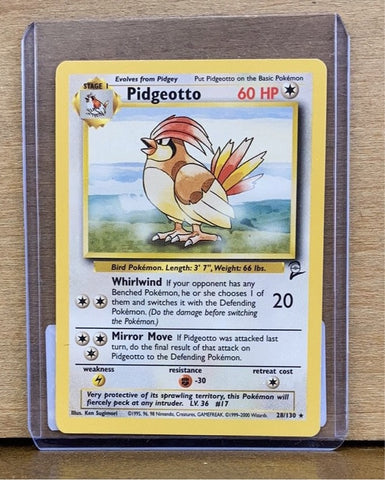 Evolves from Pidgey
Put Pidgeotto on the Basic Pokémon
STAGE 1
Pidgeotto
60 HP
Bird Pokémon. Length: 3' 7", Weight: 66 lbs.
Whirlwind If your opponent has any
Benched Pokémon, he or she chooses 1 of
them and switches it with the Defending
Pokémon. (Do the damage before switching
the Pokémon.)
20
Mirror Move If Pidgeotto was attacked last
turn, do the final result of that attack on
Pidgeotto to the Defending Pokémon.
weakness
resistance
retreat cost
-30
Very protective of its sprawling territory, this Pokémon will
fiercely peck at any intruder. LV. 36 #17
Illus. Ken Sugimori
©1995, 96, 98 Nintendo, Creatures, GAMEFREAK. ©1999-2000 Wizards.
28/130 ★